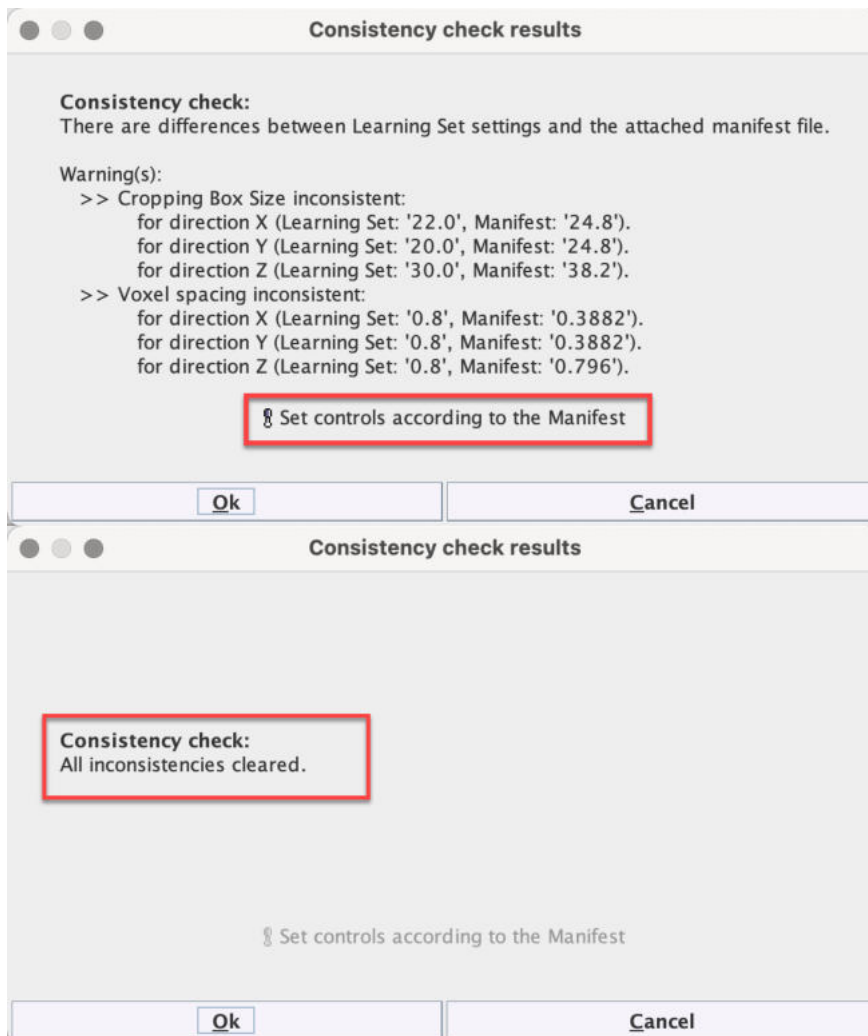 Consistency check results
Consistency check:
There are differences between Learning Set settings and the attached manifest file.
Warning(s):
>> Cropping Box Size inconsistent:
for direction X (Learning Set: '22.0', Manifest: '24.8').
for direction Y (Learning Set: '20.0', Manifest: '24.8').
for direction Z (Learning Set: '30.0', Manifest: '38.2').
>> Voxel spacing inconsistent:
for direction X (Learning Set: '0.8', Manifest: '0.3882').
for direction Y (Learning Set: '0.8', Manifest: '0.3882').
for direction Z (Learning Set: '0.8', Manifest: '0.796').
Set controls according to the Manifest
Ok Cancel
Consistency check results
Consistency check:
All inconsistencies cleared.
Set controls according to the Manifest
Ok Cancel